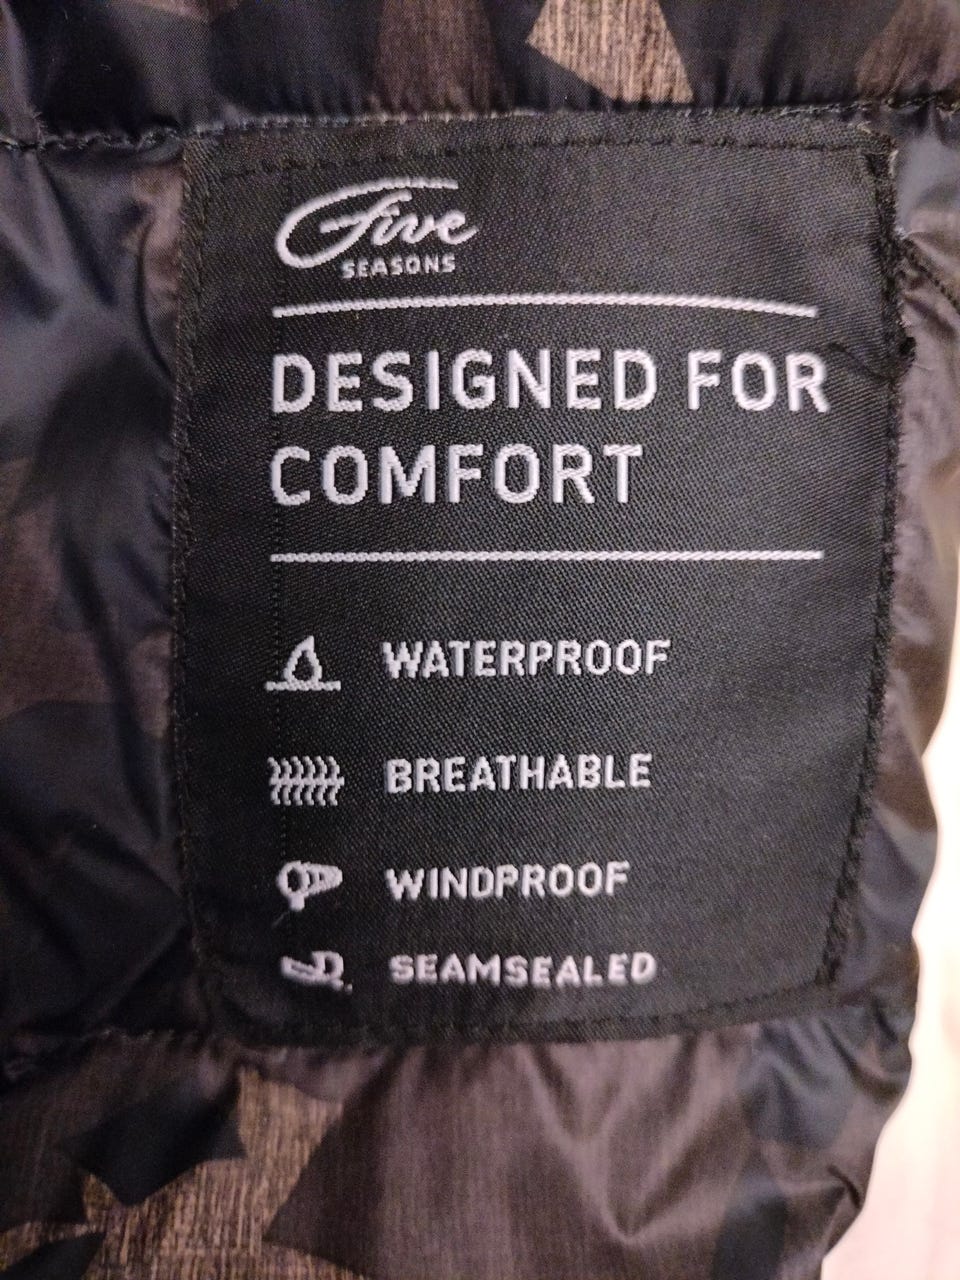 Five
SEASONS
DESIGNED FOR
COMFORT
WATERPROOF
BREATHABLE
WINDPROOF
SEAMSEALED